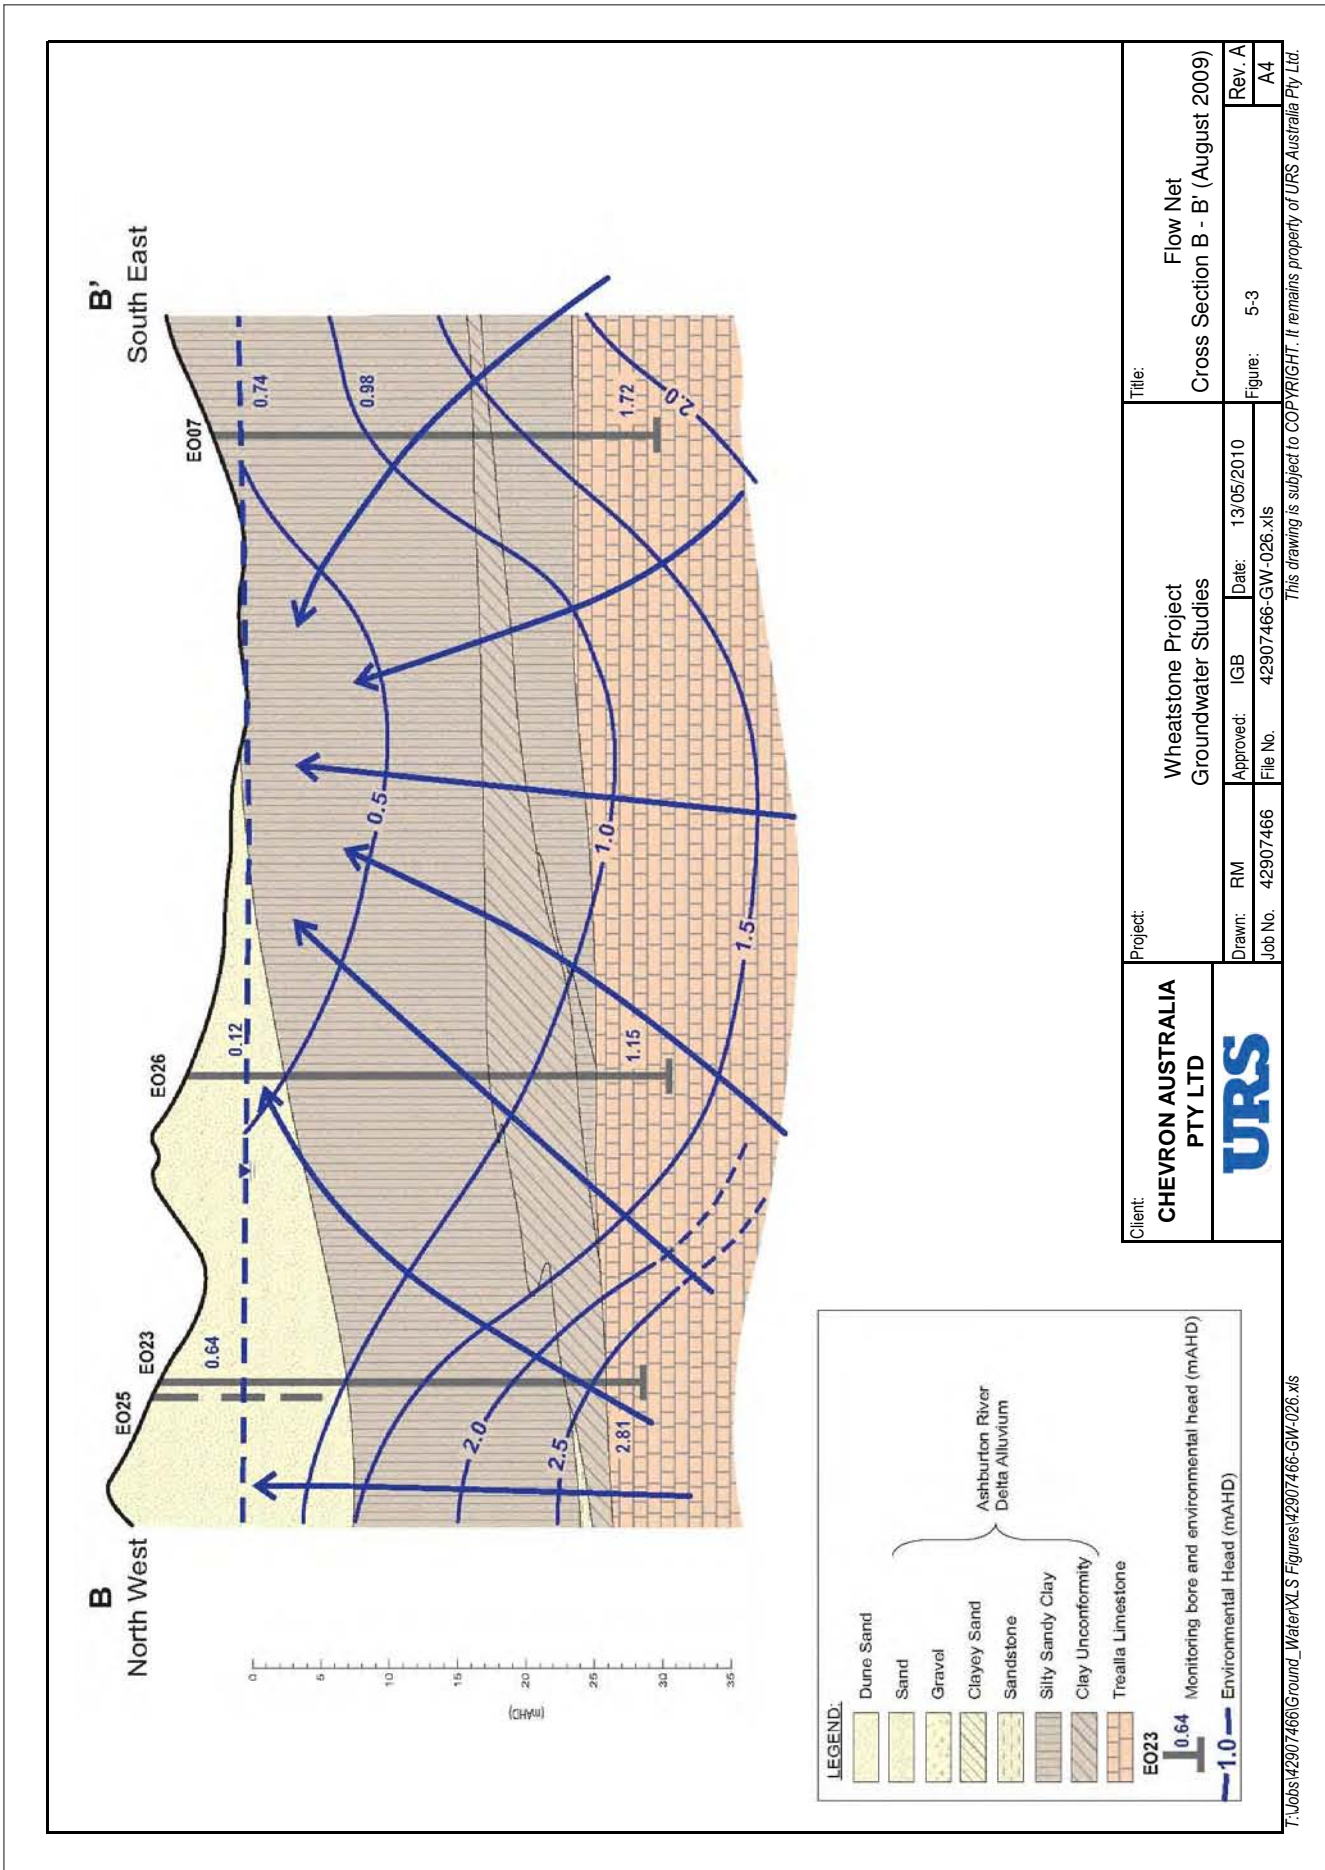 B
North West
B'
South East
EO25
EO23
EO26
EO07
0.64
0.12
0.74
0.98
0.5
1.0
1.5
2.0
2.5
2.0
2.81
1.15
1.72
0
5
10
15
20
25
30
35
(mAHD)
LEGEND:
Dune Sand
Sand
Gravel
Clayey Sand
Sandstone
Silty Sandy Clay
Clay Unconformity
Trealla Limestone
Ashburton River
Delta Alluvium
EO23
0.64
Monitoring bore and environmental head (mAHD)
1.0
Environmental Head (mAHD)
Client:
CHEVRON AUSTRALIA
PTY LTD
URS
Project:
Wheatstone Project
Groundwater Studies
Drawn: RM
Approved: IGB
Date: 13/05/2010
Job No. 42907466
File No. 42907466-GW-026.xls
Title:
Flow Net
Cross Section B - B' (August 2009)
Figure: 5-3
Rev. A
A4
T:\Jobs\42907466\Ground_Water\XLS Figures\42907466-GW-026.xls
This drawing is subject to COPYRIGHT. It remains property of URS Australia Pty Ltd.